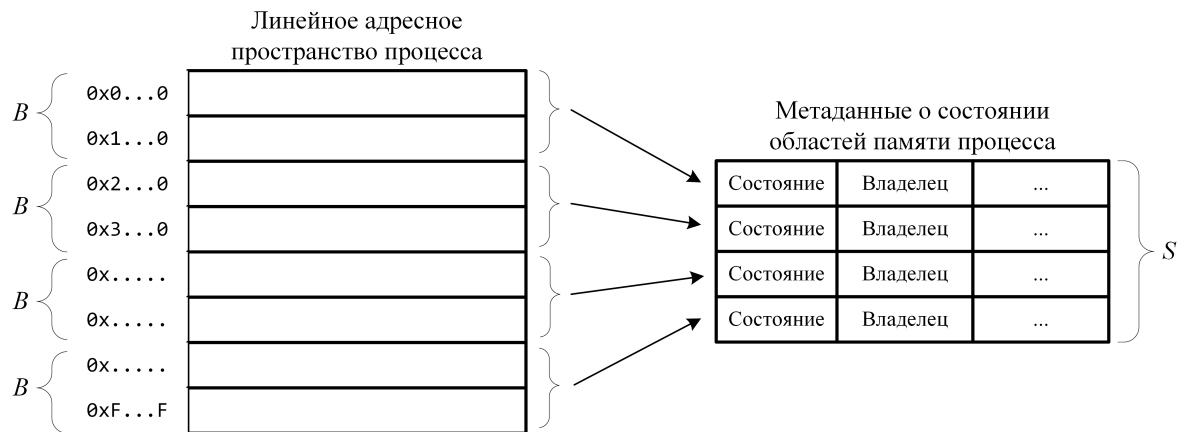 Линейное адресное
пространство процесса
B
0x0...0
0x1...0
B
0x2...0
0x3...0
B
0x.....
0x.....
B
0x.....
0xF...F
Метаданные о состоянии
областей памяти процесса
Состояние Владелец ...
Состояние Владелец ...
Состояние Владелец ...
Состояние Владелец ...
S